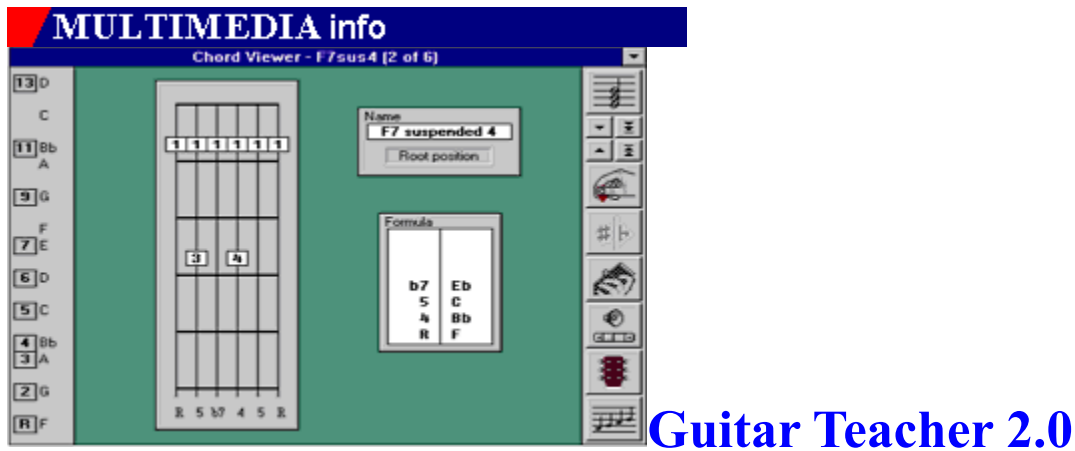 MULTIMEDIA info
Chord Viewer - F7sus4 (2 of 6)
13 D
C
11 Bb
A
9 G
F
7 E
6 D
5 C
4 Bb
3 A
2 G
R F
1 1 1 1 1 1
3 4
R 5 b7 4 5 R
Name
F7 suspended 4
Root position
Formula
b7 Eb
5 C
4 Bb
R F
Guitar Teacher 2.0